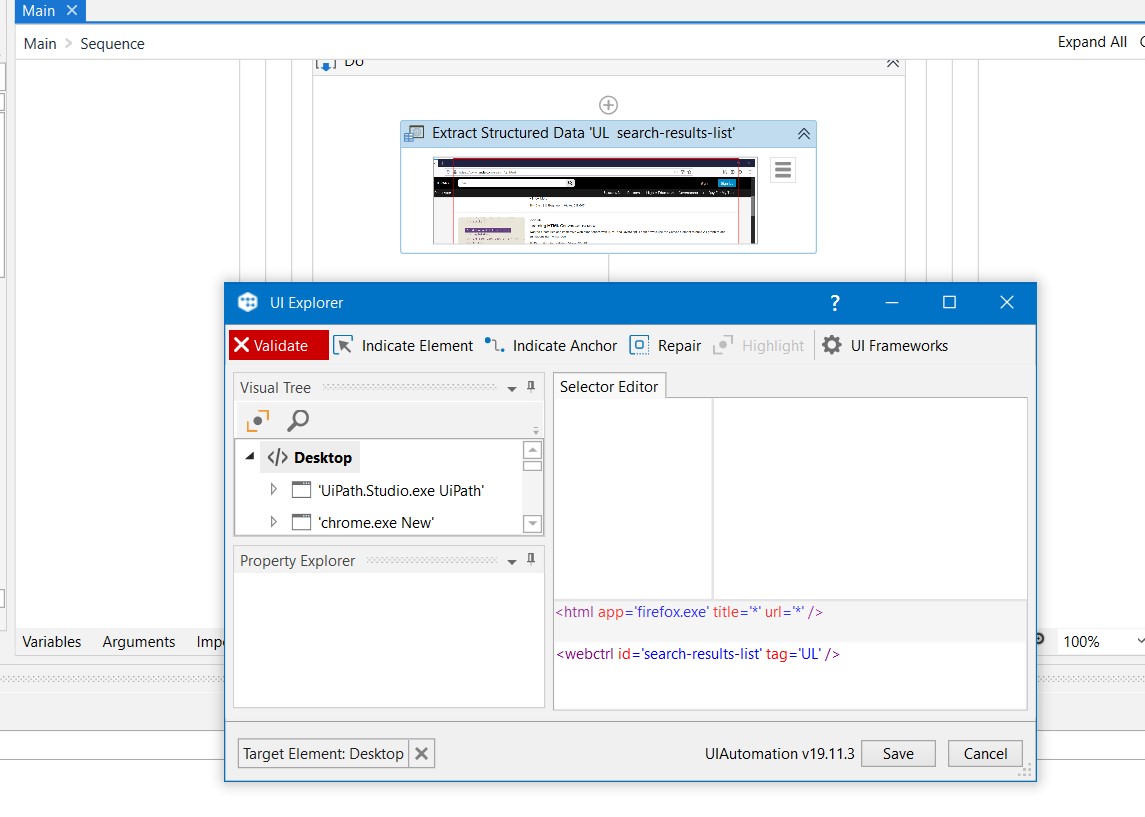 Main
Main > Sequence
Expand All
Do
Extract Structured Data 'UL search-results-list'
UI Explorer
?
Validate
Indicate Element
Indicate Anchor
Repair
Highlight
UI Frameworks
Visual Tree
Selector Editor
</> Desktop
'UiPath.Studio.exe UiPath'
'chrome.exe New'
Property Explorer
<html app='firefox.exe' title='*' url='*' />
<webctrl id='search-results-list' tag='UL' />
Variables
Arguments
100%
Target Element: Desktop
UIAutomation v19.11.3
Save
Cancel